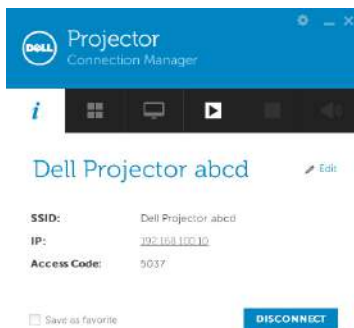 DELL
Projector
Connection Manager
i
Dell Projector abcd
Edit
SSID: Dell Projector abcd
IP: 192.168.100.10
Access Code: 5037
Save as favorite
DISCONNECT